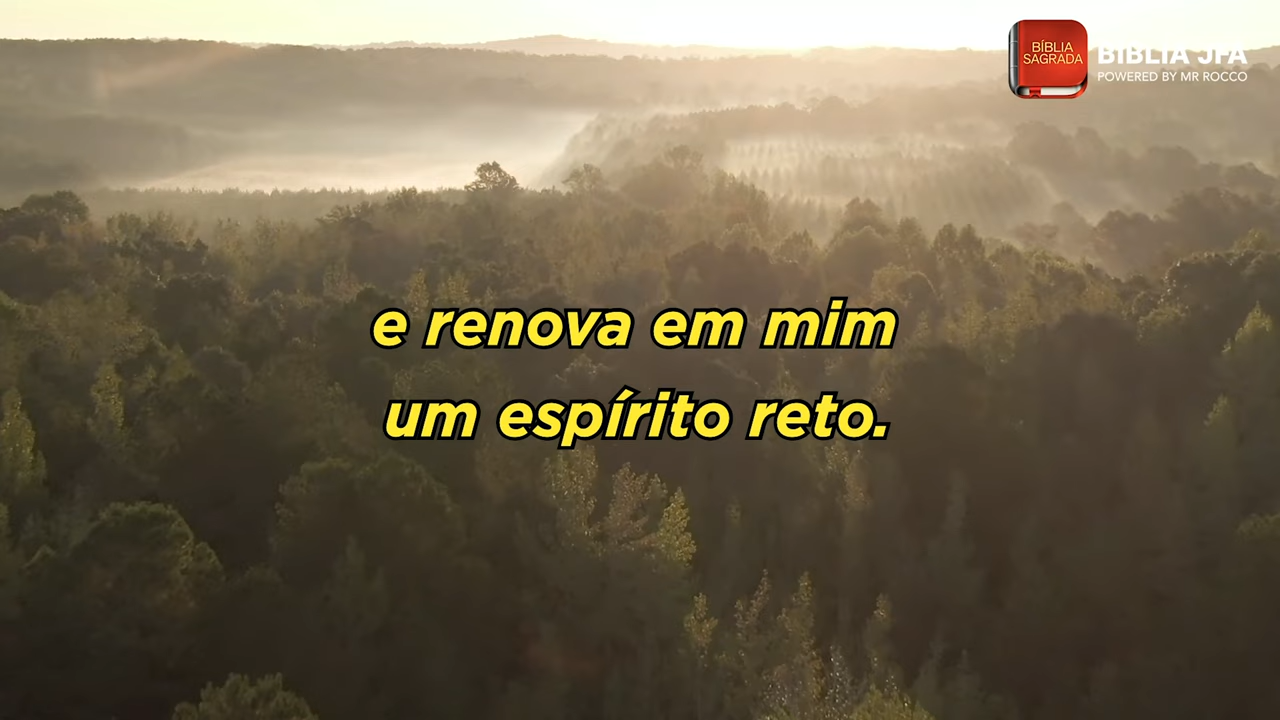 BÍBLIA
SAGRADA
BÍBLIA JFA
POWERED BY MR ROCCO
e renova em mim
um espírito reto.